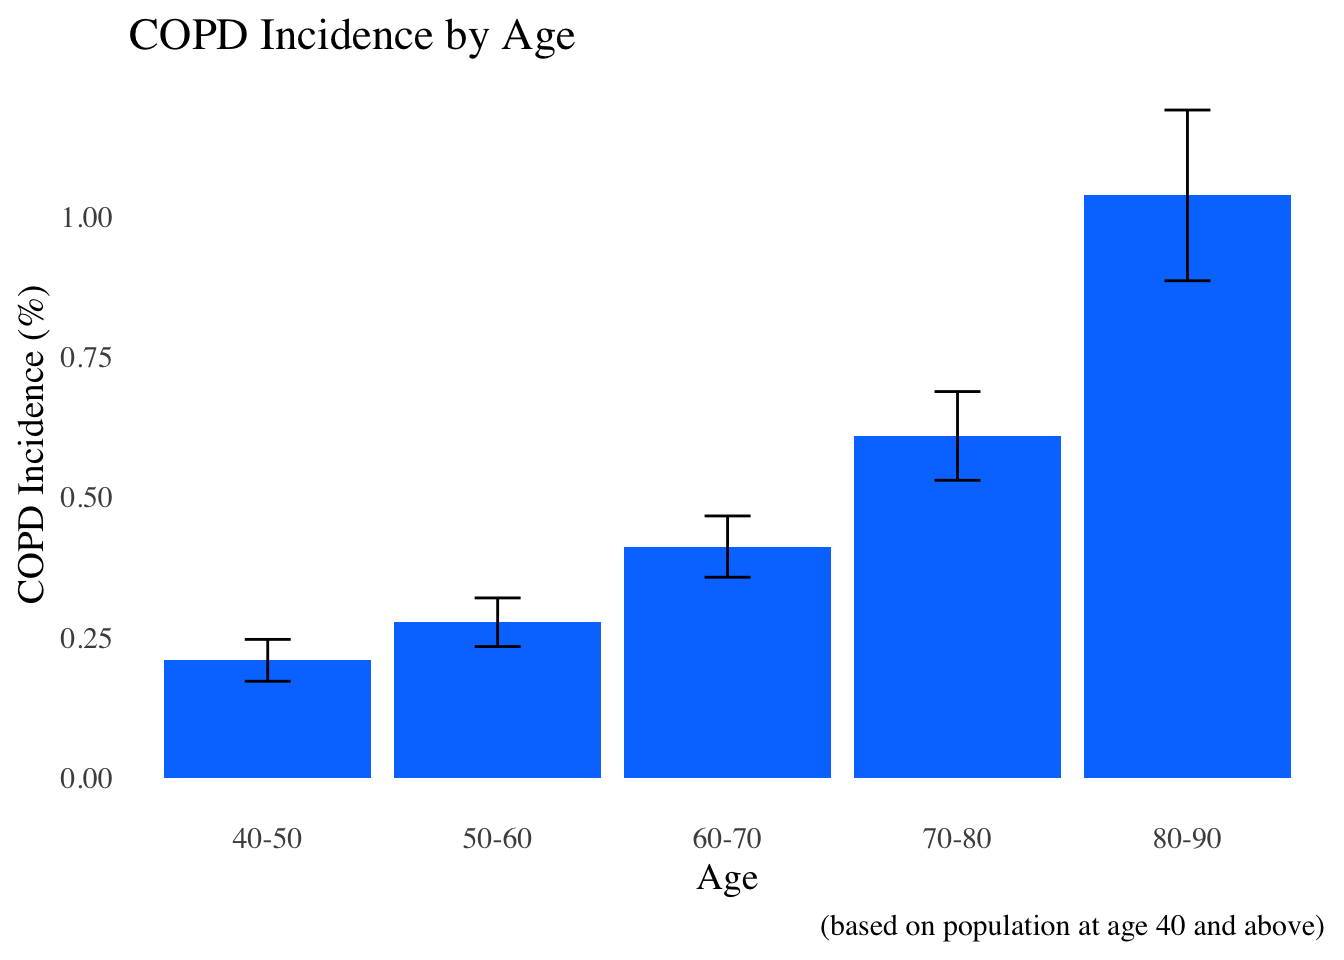 COPD Incidence by Age
COPD Incidence (%)
1.00
0.75
0.50
0.25
0.00
40-50 50-60 60-70 70-80 80-90
Age
(based on population at age 40 and above)